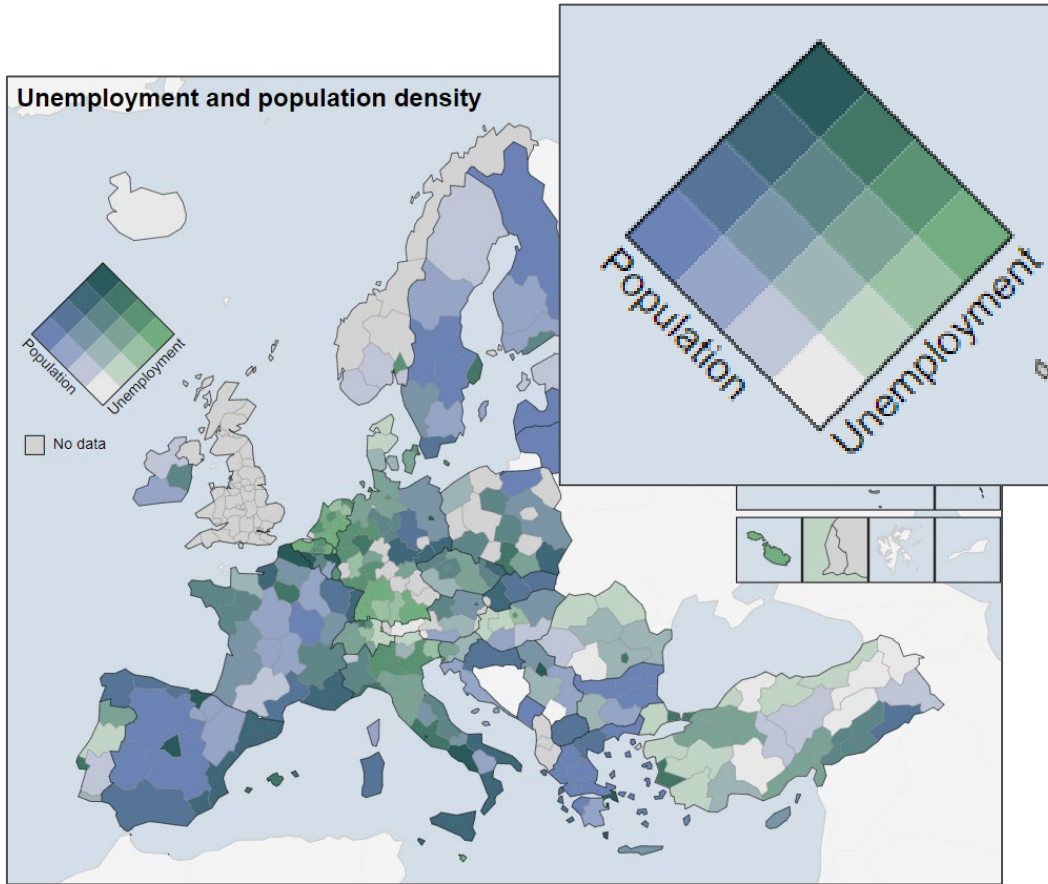 Unemployment and population density
Population
Unemployment
No data
Population
Unemployment